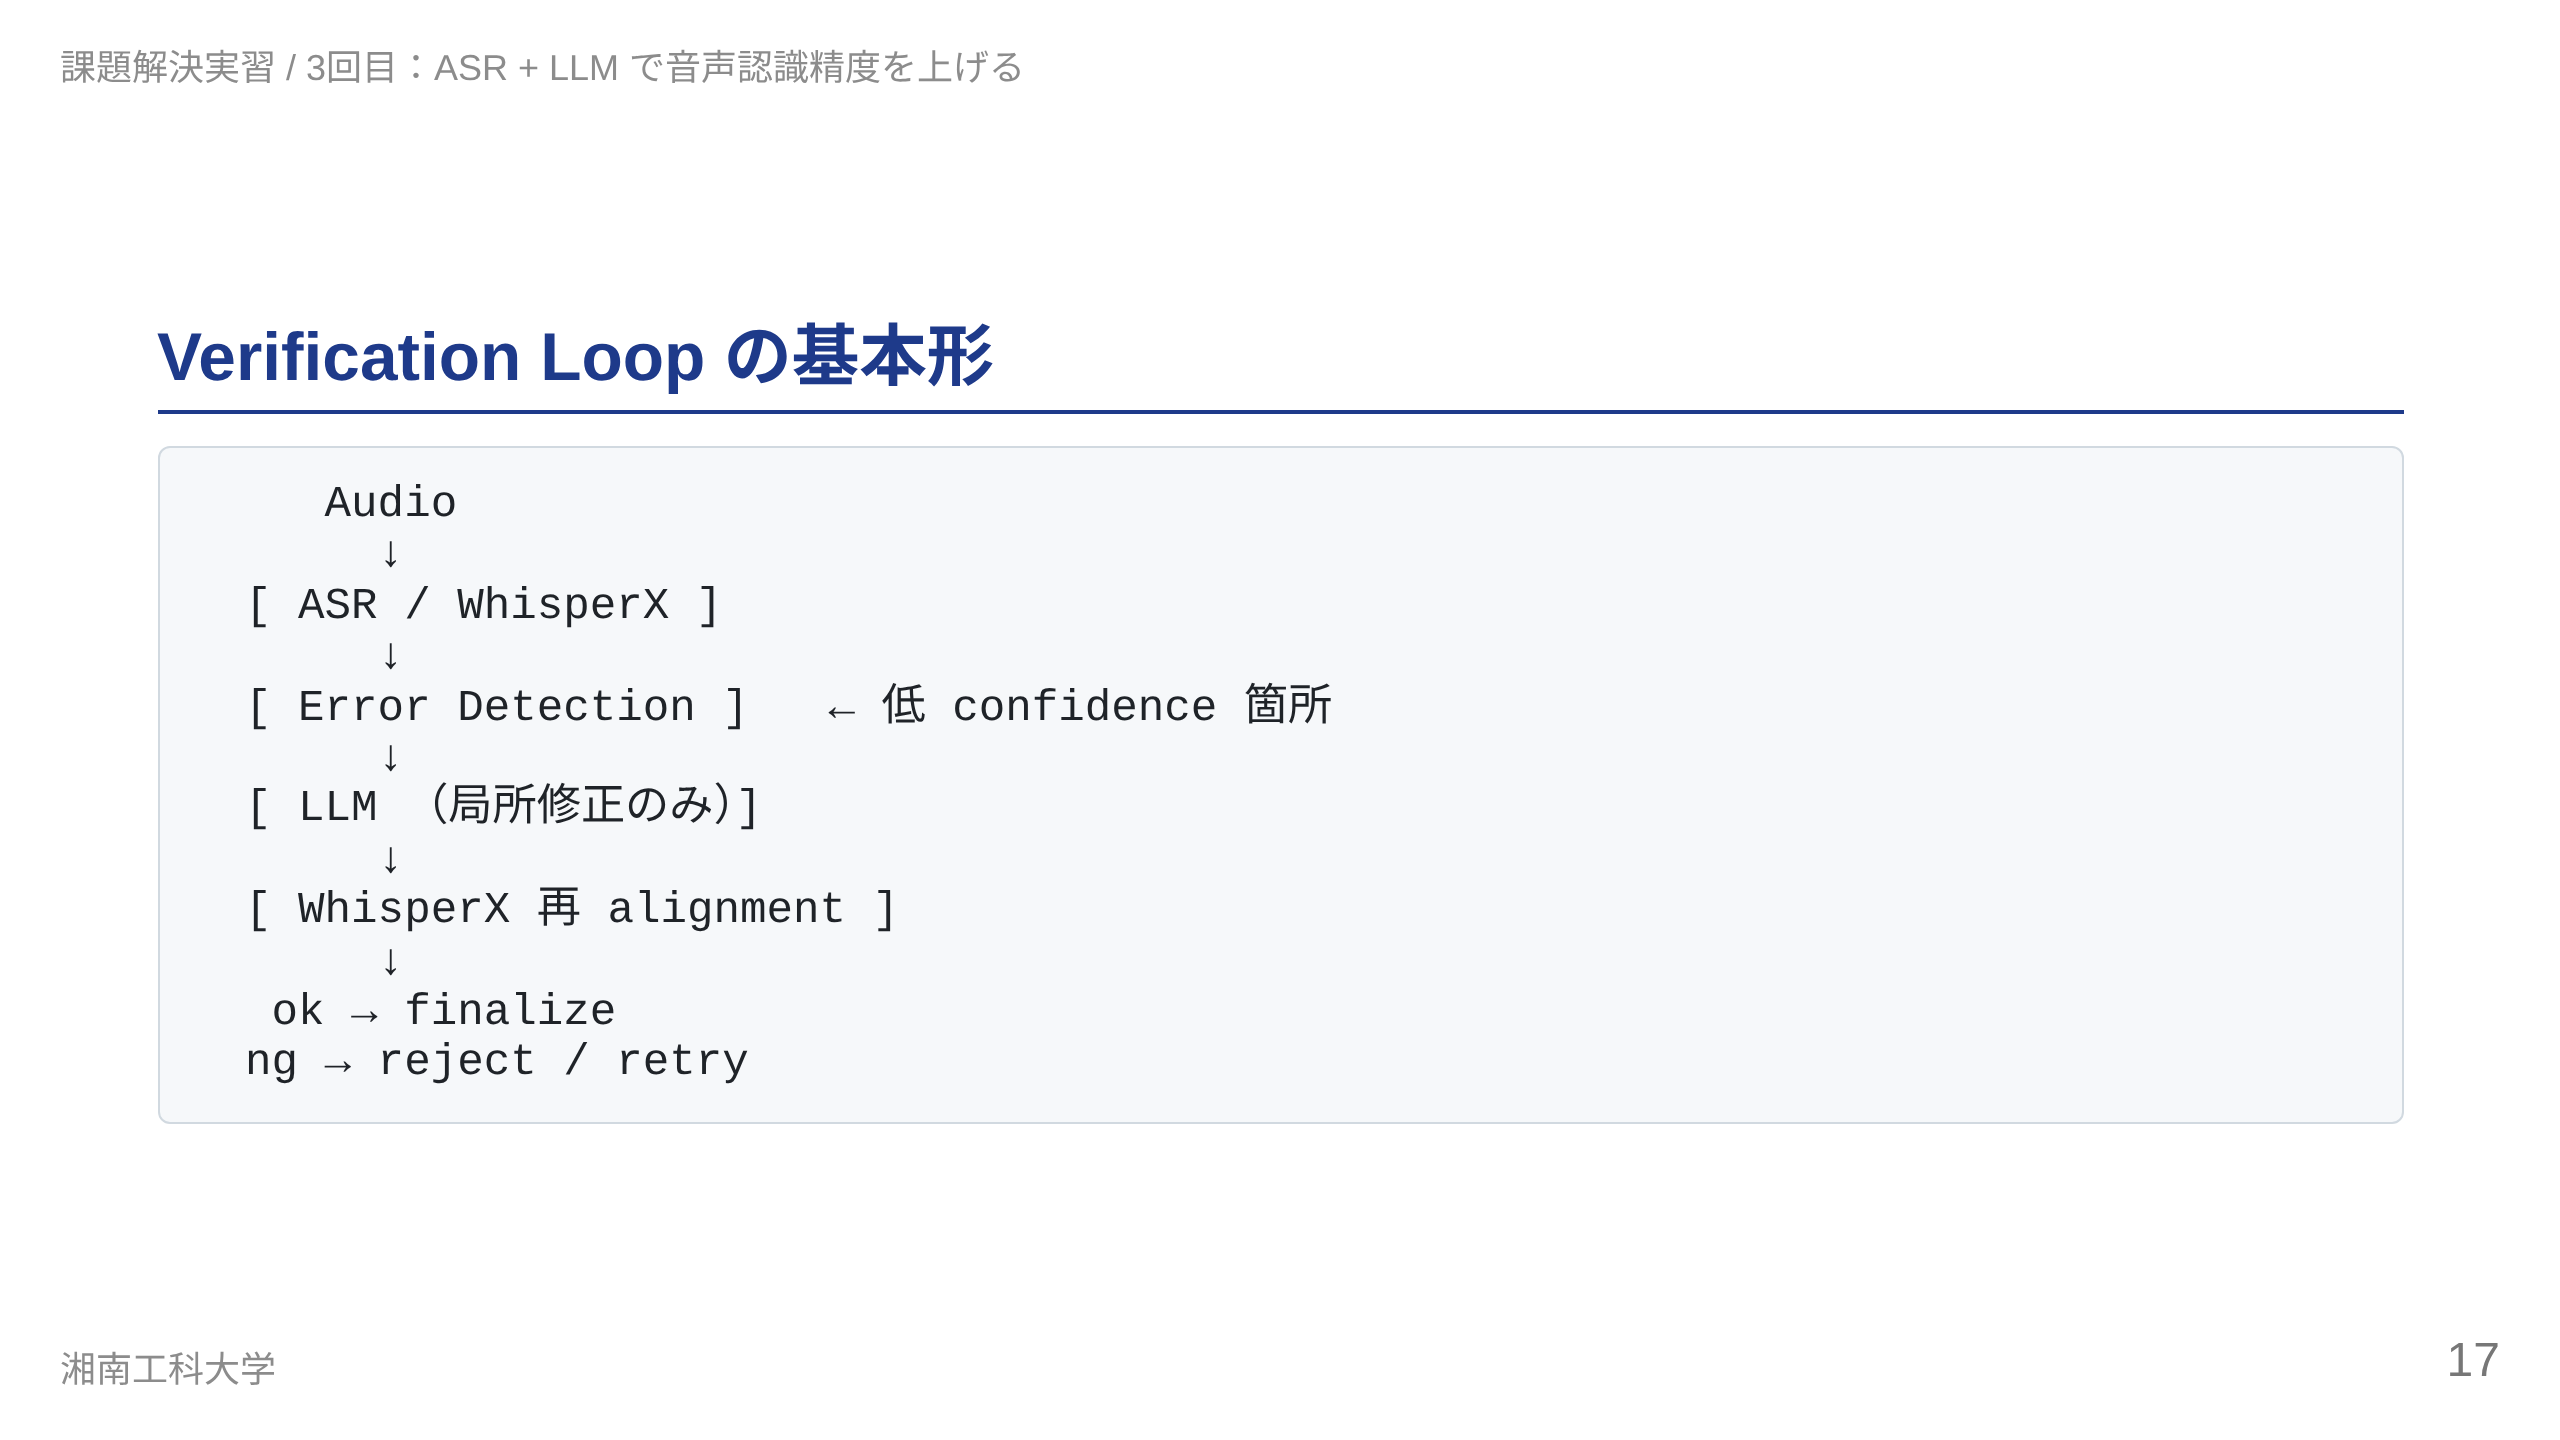 課題解決実習 / 3回目：ASR + LLM で音声認識精度を上げる
Verification Loop の基本形
Audio
↓
[ ASR / WhisperX ]
↓
[ Error Detection ]   ← 低 confidence 箇所
↓
[ LLM （局所修正のみ）]
↓
[ WhisperX 再 alignment ]
↓
ok → finalize
ng → reject / retry
湘南工科大学
17